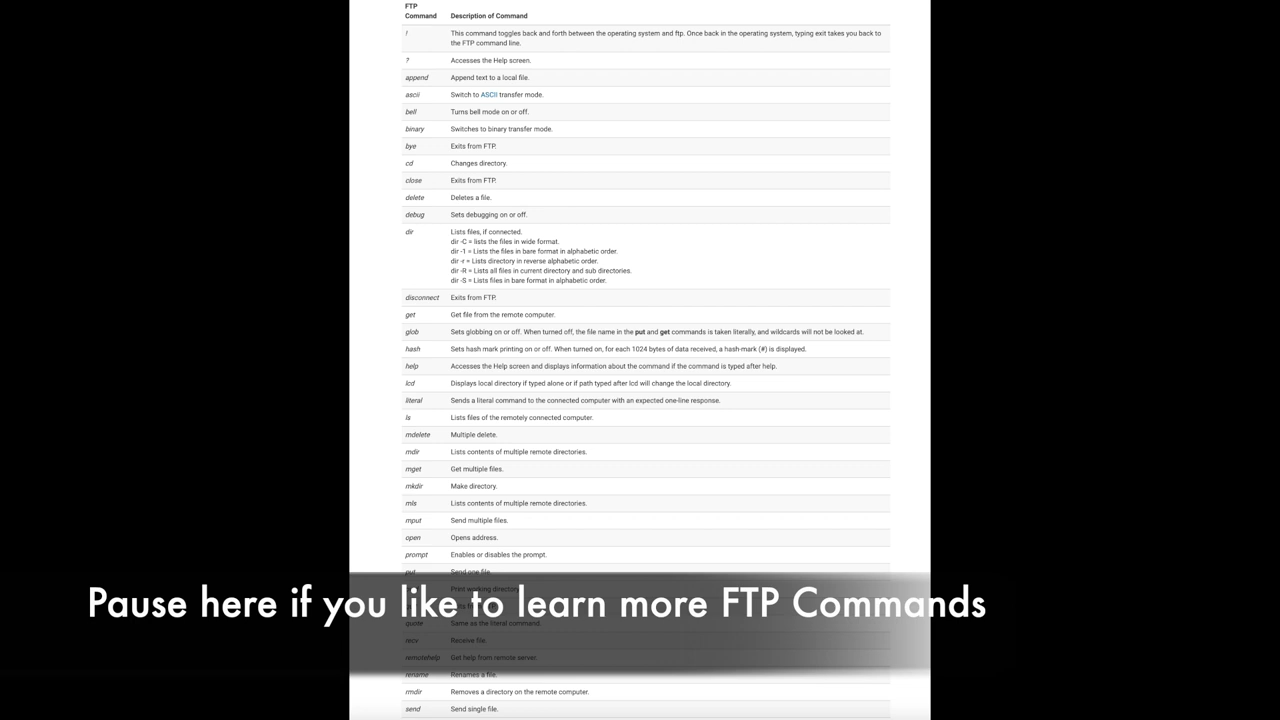 FTP
Command Description of Command
! This command toggles back and forth between the operating system and ftp. Once back in the operating system, typing exit takes you back to
the FTP command line.
? Accesses the Help screen.
append Append text to a local file.
ascii Switch to ASCII transfer mode.
bell Turns bell mode on or off.
binary Switches to binary transfer mode.
bye Exits from FTP.
cd Changes directory.
close Exits from FTP.
delete Deletes a file.
debug Sets debugging on or off.
dir Lists files, if connected.
dir -C = lists the files in wide format.
dir -1 = Lists the files in bare format in alphabetic order.
dir -r = Lists directory in reverse alphabetic order.
dir -R = Lists all files in current directory and sub directories.
dir -S = Lists files in bare format in alphabetic order.
disconnect Exits from FTP.
get Get file from the remote computer.
glob Sets globbing on or off. When turned off, the file name in the put and get commands is taken literally, and wildcards will not be looked at.
hash Sets hash mark printing on or off. When turned on, for each 1024 bytes of data received, a hash-mark (#) is displayed.
help Accesses the Help screen and displays information about the command if the command is typed after help.
lcd Displays local directory if typed alone or if path typed after lcd will change the local directory.
literal Sends a literal command to the connected computer with an expected one-line response.
ls Lists files of the remotely connected computer.
mdelete Multiple delete.
mdir Lists contents of multiple remote directories.
mget Get multiple files.
mkdir Make directory.
mls Lists contents of multiple remote directories.
mput Send multiple files.
open Opens address.
prompt Enables or disables the prompt.
put Send one file.
Print working directory
Pause here if you like to learn more FTP Commands
quote Same as the literal command.
recv Receive file.
remotehelp Get help from remote server.
rename Renames a file.
rmdir Removes a directory on the remote computer.
send Send single file.